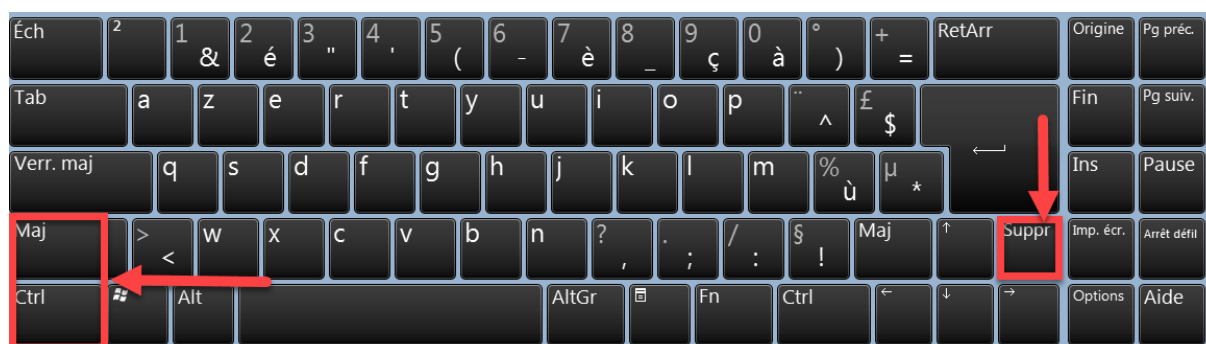 Éch ² 1 & 2 é 3 " 4 ' 5 ( 6 - 7 è 8 _ 9 ç 0 à ° ) + = RetArr Origine Pg préc.
Tab a z e r t y u i o p ¨ ^ £ $ Fin Pg suiv.
Verr. maj q s d f g h j k l m % ù µ * Ins Pause
Maj > < w x c v b n ? , . ; / : § ! Maj ↑ Suppr Imp. écr. Arrêt défil
Ctrl Alt AltGr Fn Ctrl ← ↓ → Options Aide